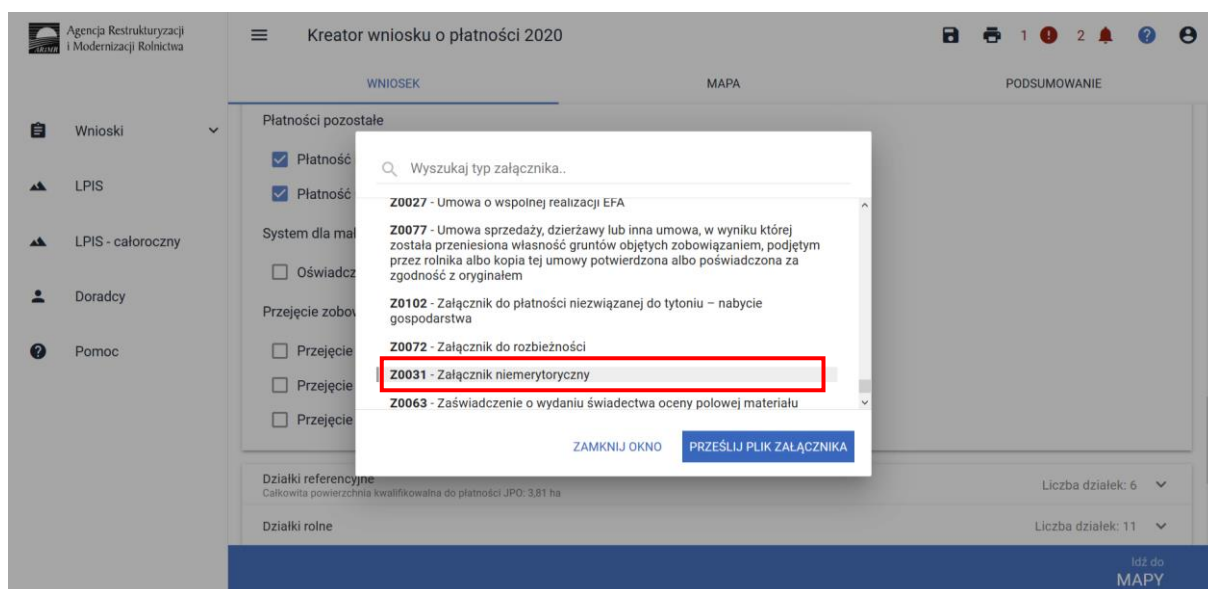 Agencja Restrukturyzacji
i Modernizacji Rolnictwa
Kreator wniosku o płatności 2020
1
2
WNIOSEK
MAPA
PODSUMOWANIE
Wnioski
LPIS
LPIS - całoroczny
Doradcy
Pomoc
Płatności pozostałe
Płatność
Płatność
System dla mał
Oświadcz
Przejęcie zobow
Przejęcie
Przejęcie
Przejęcie
Wyszukaj typ załącznika..
Z0027 - Umowa o wspólnej realizacji EFA
Z0077 - Umowa sprzedaży, dzierżawy lub inna umowa, w wyniku której
została przeniesiona własność gruntów objętych zobowiązaniem, podjętym
przez rolnika albo kopia tej umowy potwierdzona albo poświadczona za
zgodność z oryginałem
Z0102 - Załącznik do płatności niezwiązanej do tytoniu – nabycie
gospodarstwa
Z0072 - Załącznik do rozbieżności
Z0031 - Załącznik niemerytoryczny
Z0063 - Zaświadczenie o wydaniu świadectwa oceny polowej materiału
ZAMKNIJ OKNO
PRZEŚLIJ PLIK ZAŁĄCZNIKA
Działki referencyjne
Całkowita powierzchnia kwalifikowalna do płatności JPO: 3,81 ha
Liczba działek: 6
Działki rolne
Liczba działek: 11
Idź do
MAPY